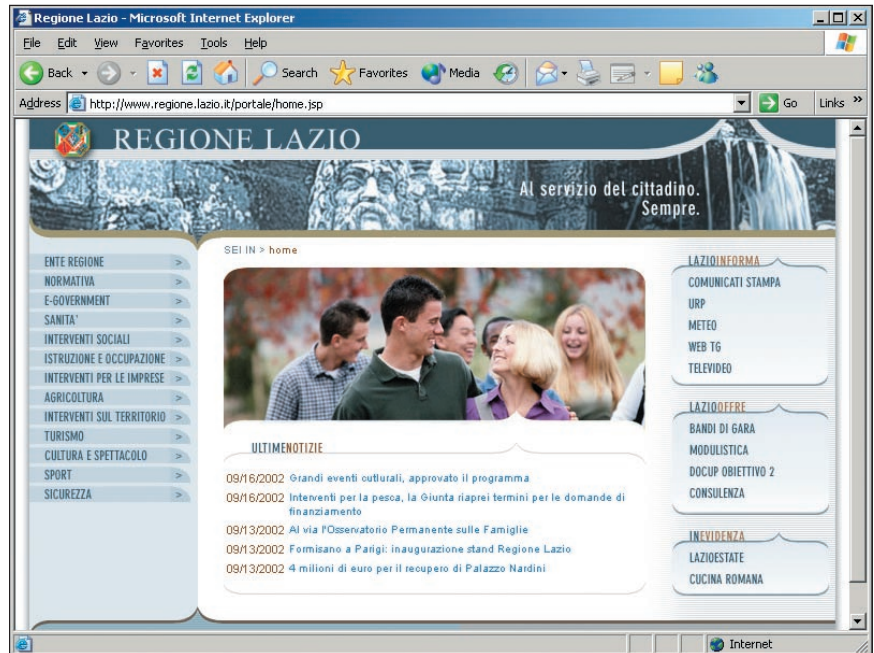 Regione Lazio - Microsoft Internet Explorer
File Edit View Favorites Tools Help
Back Search Favorites Media
Address http://www.regione.lazio.it/portale/home.jsp Go Links »
REGIONE LAZIO
Al servizio del cittadino.
Sempre.
SEI IN > home
ENTE REGIONE >
NORMATIVA >
E-GOVERNMENT >
SANITA' >
INTERVENTI SOCIALI >
ISTRUZIONE E OCCUPAZIONE >
INTERVENTI PER LE IMPRESE >
AGRICOLTURA >
INTERVENTI SUL TERRITORIO >
TURISMO >
CULTURA E SPETTACOLO >
SPORT >
SICUREZZA >
ULTIMENOTIZIE
09/16/2002 Grandi eventi cutlurali, approvato il programma
09/16/2002 Interventi per la pesca, la Giunta riaprei termini per le domande di
finanziamento
09/13/2002 Al via l'Osservatorio Permanente sulle Famiglie
09/13/2002 Formisano a Parigi: inaugurazione stand Regione Lazio
09/13/2002 4 milioni di euro per il recupero di Palazzo Nardini
LAZIOINFORMA
COMUNICATI STAMPA
URP
METEO
WEB TG
TELEVIDEO
LAZIOOFFRE
BANDI DI GARA
MODULISTICA
DOCUP OBIETTIVO 2
CONSULENZA
INEVIDENZA
LAZIOESTATE
CUCINA ROMANA
Internet